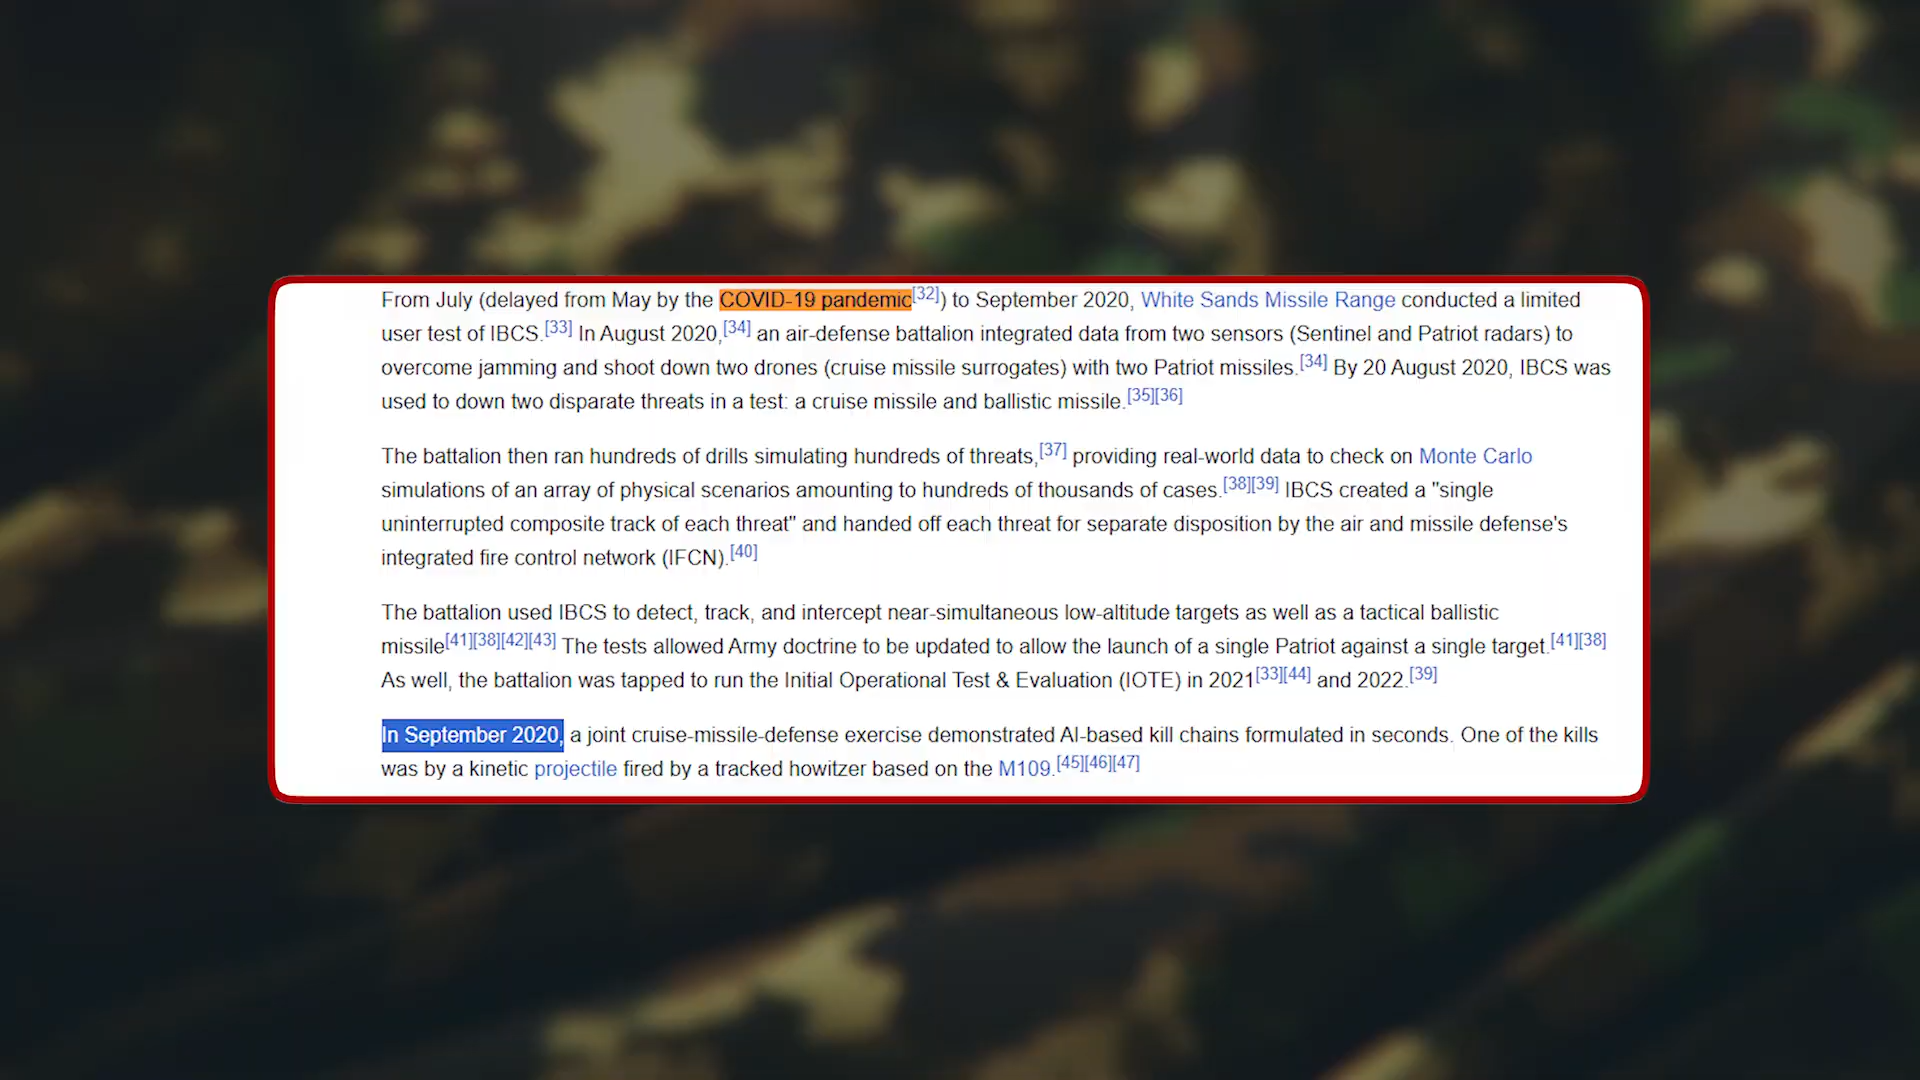 From July (delayed from May by the COVID-19 pandemic[32]) to September 2020, White Sands Missile Range conducted a limited
user test of IBCS.[33] In August 2020,[34] an air-defense battalion integrated data from two sensors (Sentinel and Patriot radars) to
overcome jamming and shoot down two drones (cruise missile surrogates) with two Patriot missiles.[34] By 20 August 2020, IBCS was
used to down two disparate threats in a test: a cruise missile and ballistic missile.[35][36]
The battalion then ran hundreds of drills simulating hundreds of threats,[37] providing real-world data to check on Monte Carlo
simulations of an array of physical scenarios amounting to hundreds of thousands of cases.[38][39] IBCS created a "single
uninterrupted composite track of each threat" and handed off each threat for separate disposition by the air and missile defense's
integrated fire control network (IFCN).[40]
The battalion used IBCS to detect, track, and intercept near-simultaneous low-altitude targets as well as a tactical ballistic
missile[41][38][42][43] The tests allowed Army doctrine to be updated to allow the launch of a single Patriot against a single target.[41][38]
As well, the battalion was tapped to run the Initial Operational Test & Evaluation (IOTE) in 2021[33][44] and 2022.[39]
In September 2020, a joint cruise-missile-defense exercise demonstrated AI-based kill chains formulated in seconds. One of the kills
was by a kinetic projectile fired by a tracked howitzer based on the M109.[45][46][47]